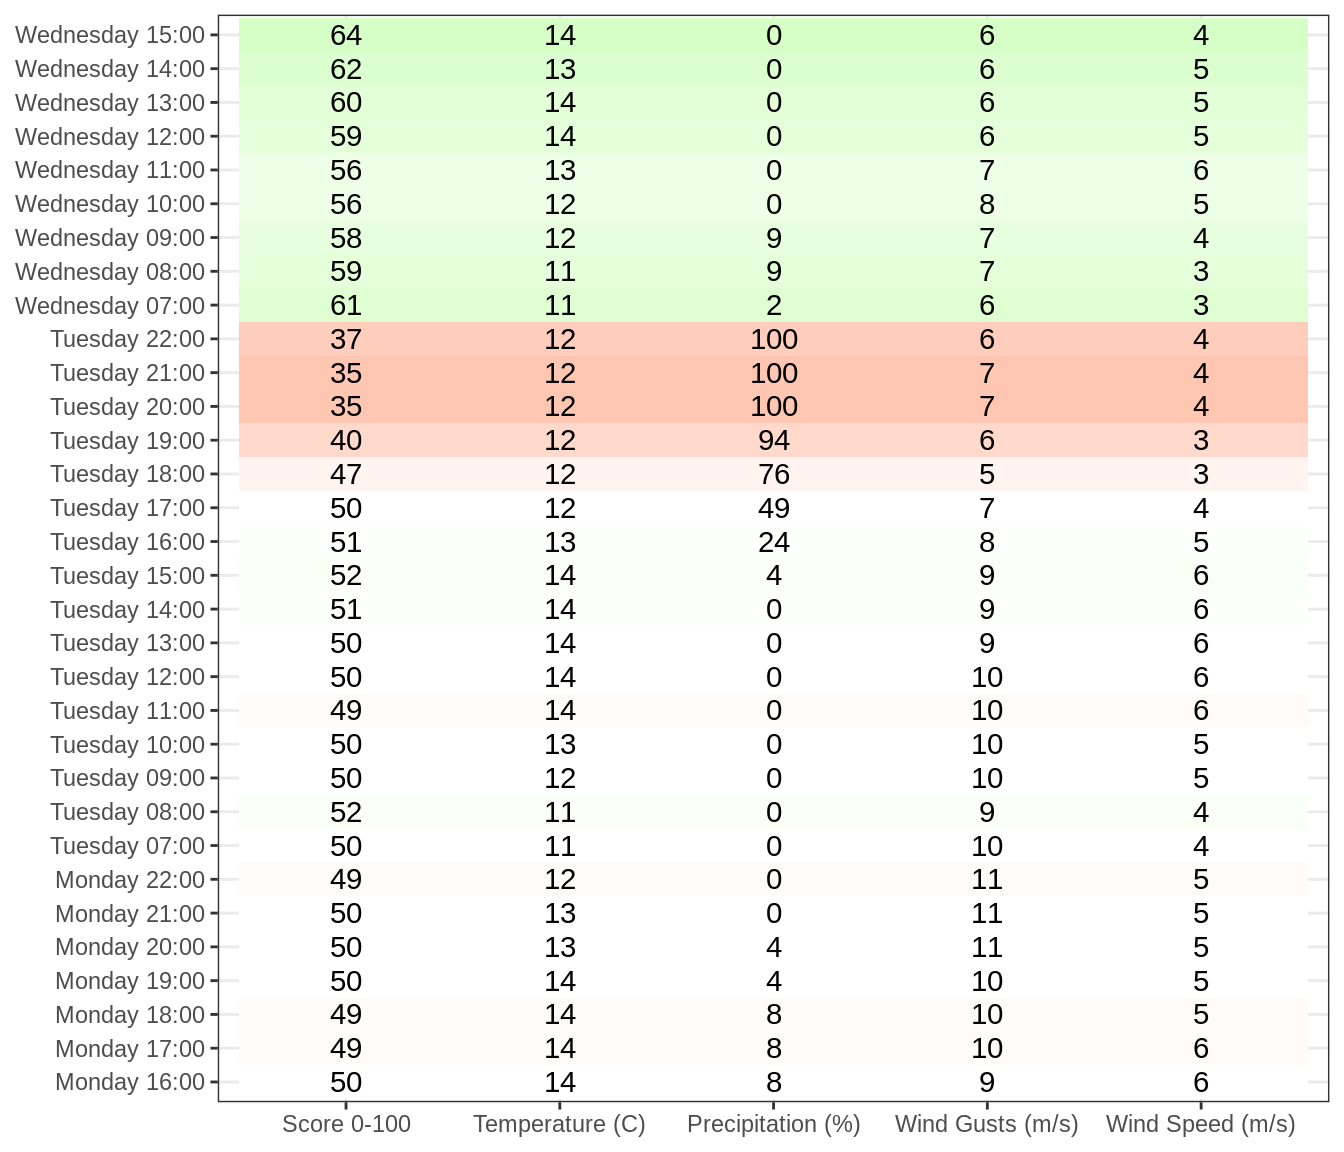 Wednesday 15:00 64 14 0 6 4
Wednesday 14:00 62 13 0 6 5
Wednesday 13:00 60 14 0 6 5
Wednesday 12:00 59 14 0 6 5
Wednesday 11:00 56 13 0 7 6
Wednesday 10:00 56 12 0 8 5
Wednesday 09:00 58 12 9 7 4
Wednesday 08:00 59 11 9 7 3
Wednesday 07:00 61 11 2 6 3
Tuesday 22:00 37 12 100 6 4
Tuesday 21:00 35 12 100 7 4
Tuesday 20:00 35 12 100 7 4
Tuesday 19:00 40 12 94 6 3
Tuesday 18:00 47 12 76 5 3
Tuesday 17:00 50 12 49 7 4
Tuesday 16:00 51 13 24 8 5
Tuesday 15:00 52 14 4 9 6
Tuesday 14:00 51 14 0 9 6
Tuesday 13:00 50 14 0 9 6
Tuesday 12:00 50 14 0 10 6
Tuesday 11:00 49 14 0 10 6
Tuesday 10:00 50 13 0 10 5
Tuesday 09:00 50 12 0 10 5
Tuesday 08:00 52 11 0 9 4
Tuesday 07:00 50 11 0 10 4
Monday 22:00 49 12 0 11 5
Monday 21:00 50 13 0 11 5
Monday 20:00 50 13 4 11 5
Monday 19:00 50 14 4 10 5
Monday 18:00 49 14 8 10 5
Monday 17:00 49 14 8 10 6
Monday 16:00 50 14 8 9 6
Score 0-100 Temperature (C) Precipitation (%) Wind Gusts (m/s) Wind Speed (m/s)